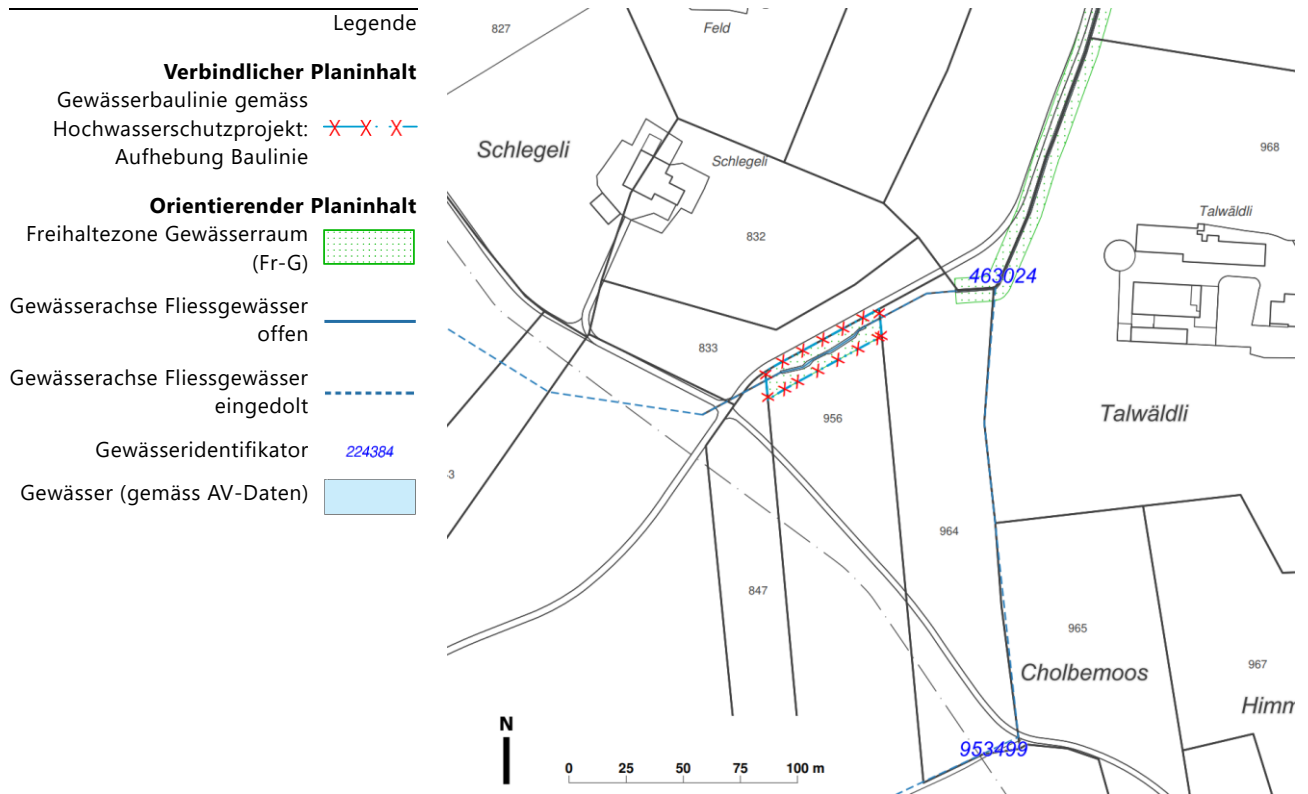 Legende
Verbindlicher Planinhalt
Gewässerbaulinie gemäss
Hochwasserschutzprojekt:
Aufhebung Baulinie
Orientierender Planinhalt
Freihaltezone Gewässerraum
(Fr-G)
Gewässerachse Fliessgewässer
offen
Gewässerachse Fliessgewässer
eingedolt
Gewässeridentifikator
224384
Gewässer (gemäss AV-Daten)
827
Feld
968
Schlegeli
Schlegeli
Talwäldli
832
463024
833
956
Talwäldli
964
847
965
967
Cholbemoos
Himm
953499
N
0 25 50 75 100 m